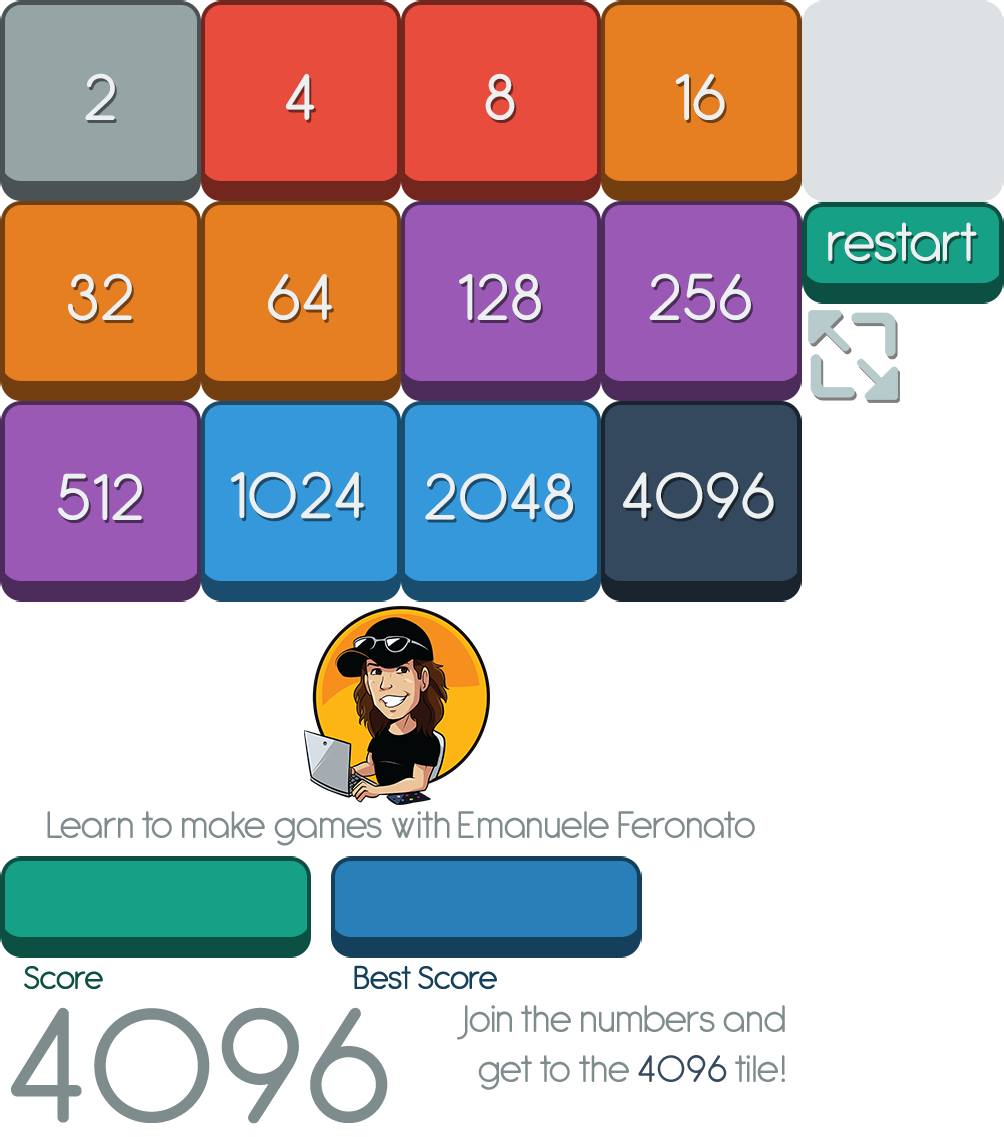 2 4 8 16
restart
32 64 128 256
512 1024 2048 4096
Learn to make games with Emanuele Feronato
Score
Best Score
4096
Join the numbers and
get to the 4096 tile!